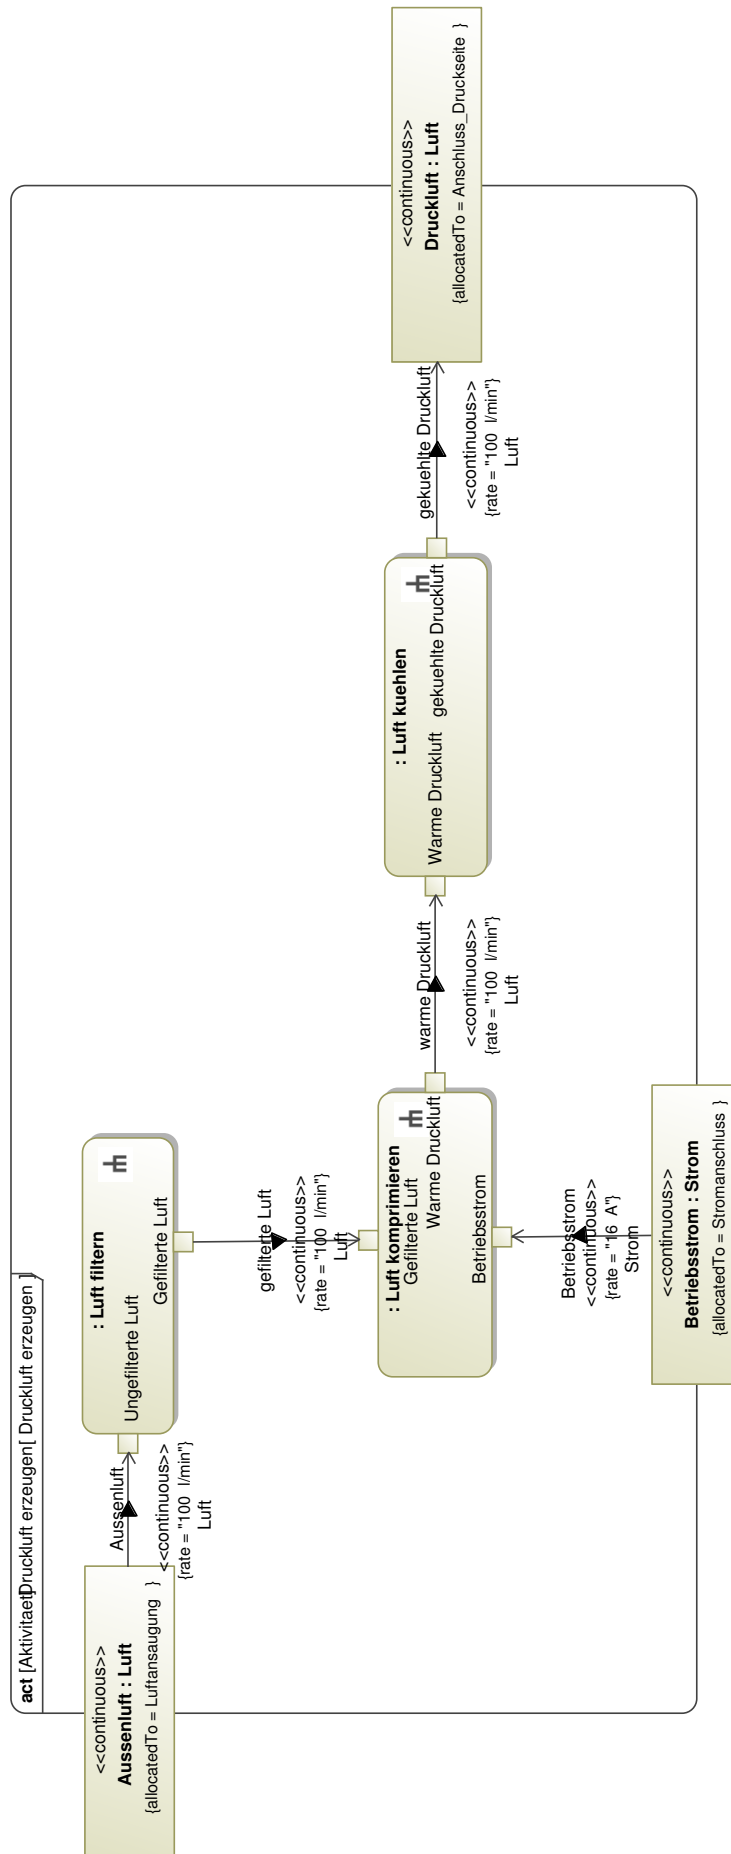 act [Aktivitaet] Druckluft erzeugen[ Druckluft erzeugen ]
<<continuous>>
Aussenluft : Luft
{allocatedTo = Luftansaugung }
Aussenluft
<<continuous>>
{rate = "100 l/min"}
Luft
: Luft filtern
Ungefilterte Luft
Gefilterte Luft
gefilterte Luft
<<continuous>>
{rate = "100 l/min"}
Luft
: Luft komprimieren
Gefilterte Luft
Warme Druckluft
Betriebsstrom
Betriebsstrom
<<continuous>>
{rate = "16 A"}
Strom
<<continuous>>
Betriebsstrom : Strom
{allocatedTo = Stromanschluss }
warme Druckluft
<<continuous>>
{rate = "100 l/min"}
Luft
: Luft kuehlen
Warme Druckluft gekuehlte Druckluft
gekuehlte Druckluft
<<continuous>>
{rate = "100 l/min"}
Luft
<<continuous>>
Druckluft : Luft
{allocatedTo = Anschluss_Druckseite }